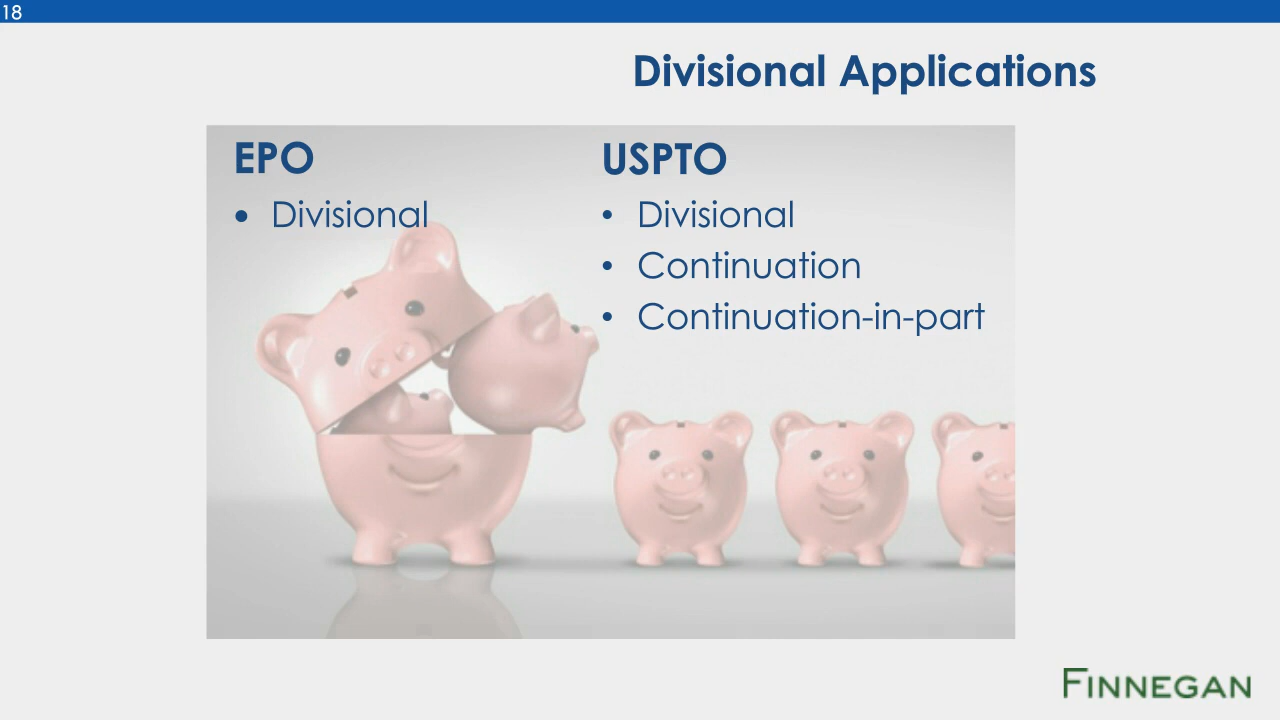 18
Divisional Applications
EPO
• Divisional
USPTO
• Divisional
• Continuation
• Continuation-in-part
FINNEGAN